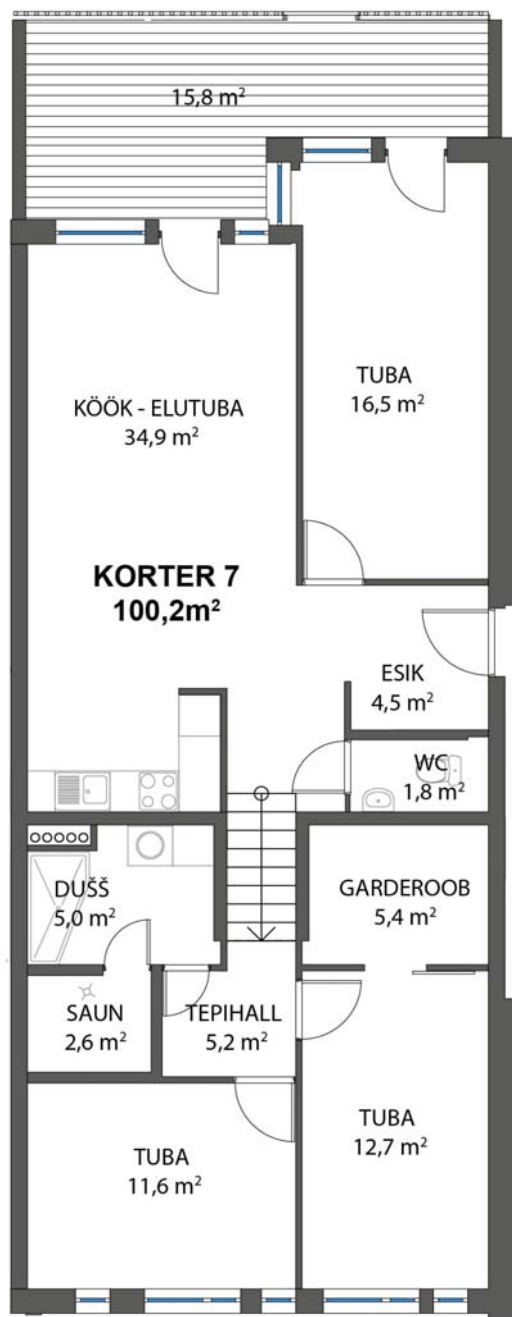 15,8 m²
TUBA
16,5 m²
KÖÖK - ELUTUBA
34,9 m²
KORTER 7
100,2m²
ESIK
4,5 m²
WC
1,8 m²
DUŠŠ
5,0 m²
GARDEROOB
5,4 m²
SAUN
2,6 m²
TEPIHALL
5,2 m²
TUBA
12,7 m²
TUBA
11,6 m²